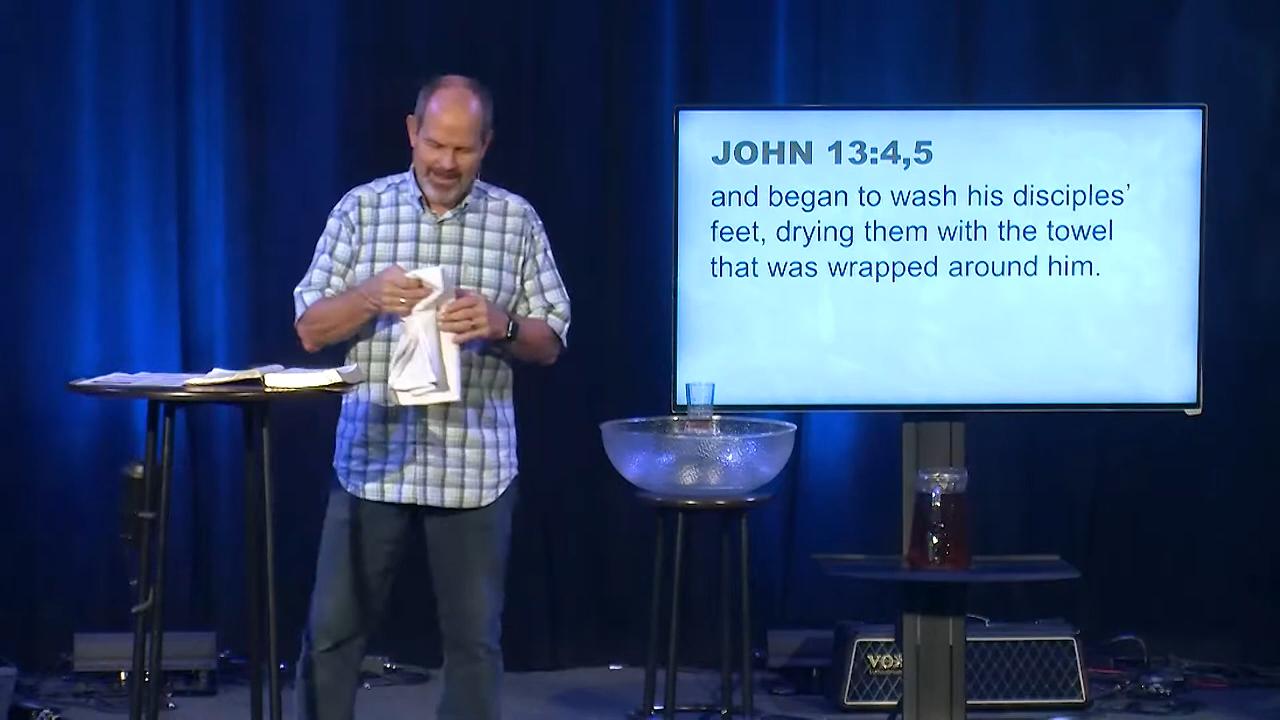 JOHN 13:4,5
and began to wash his disciples’
feet, drying them with the towel
that was wrapped around him.
VOX